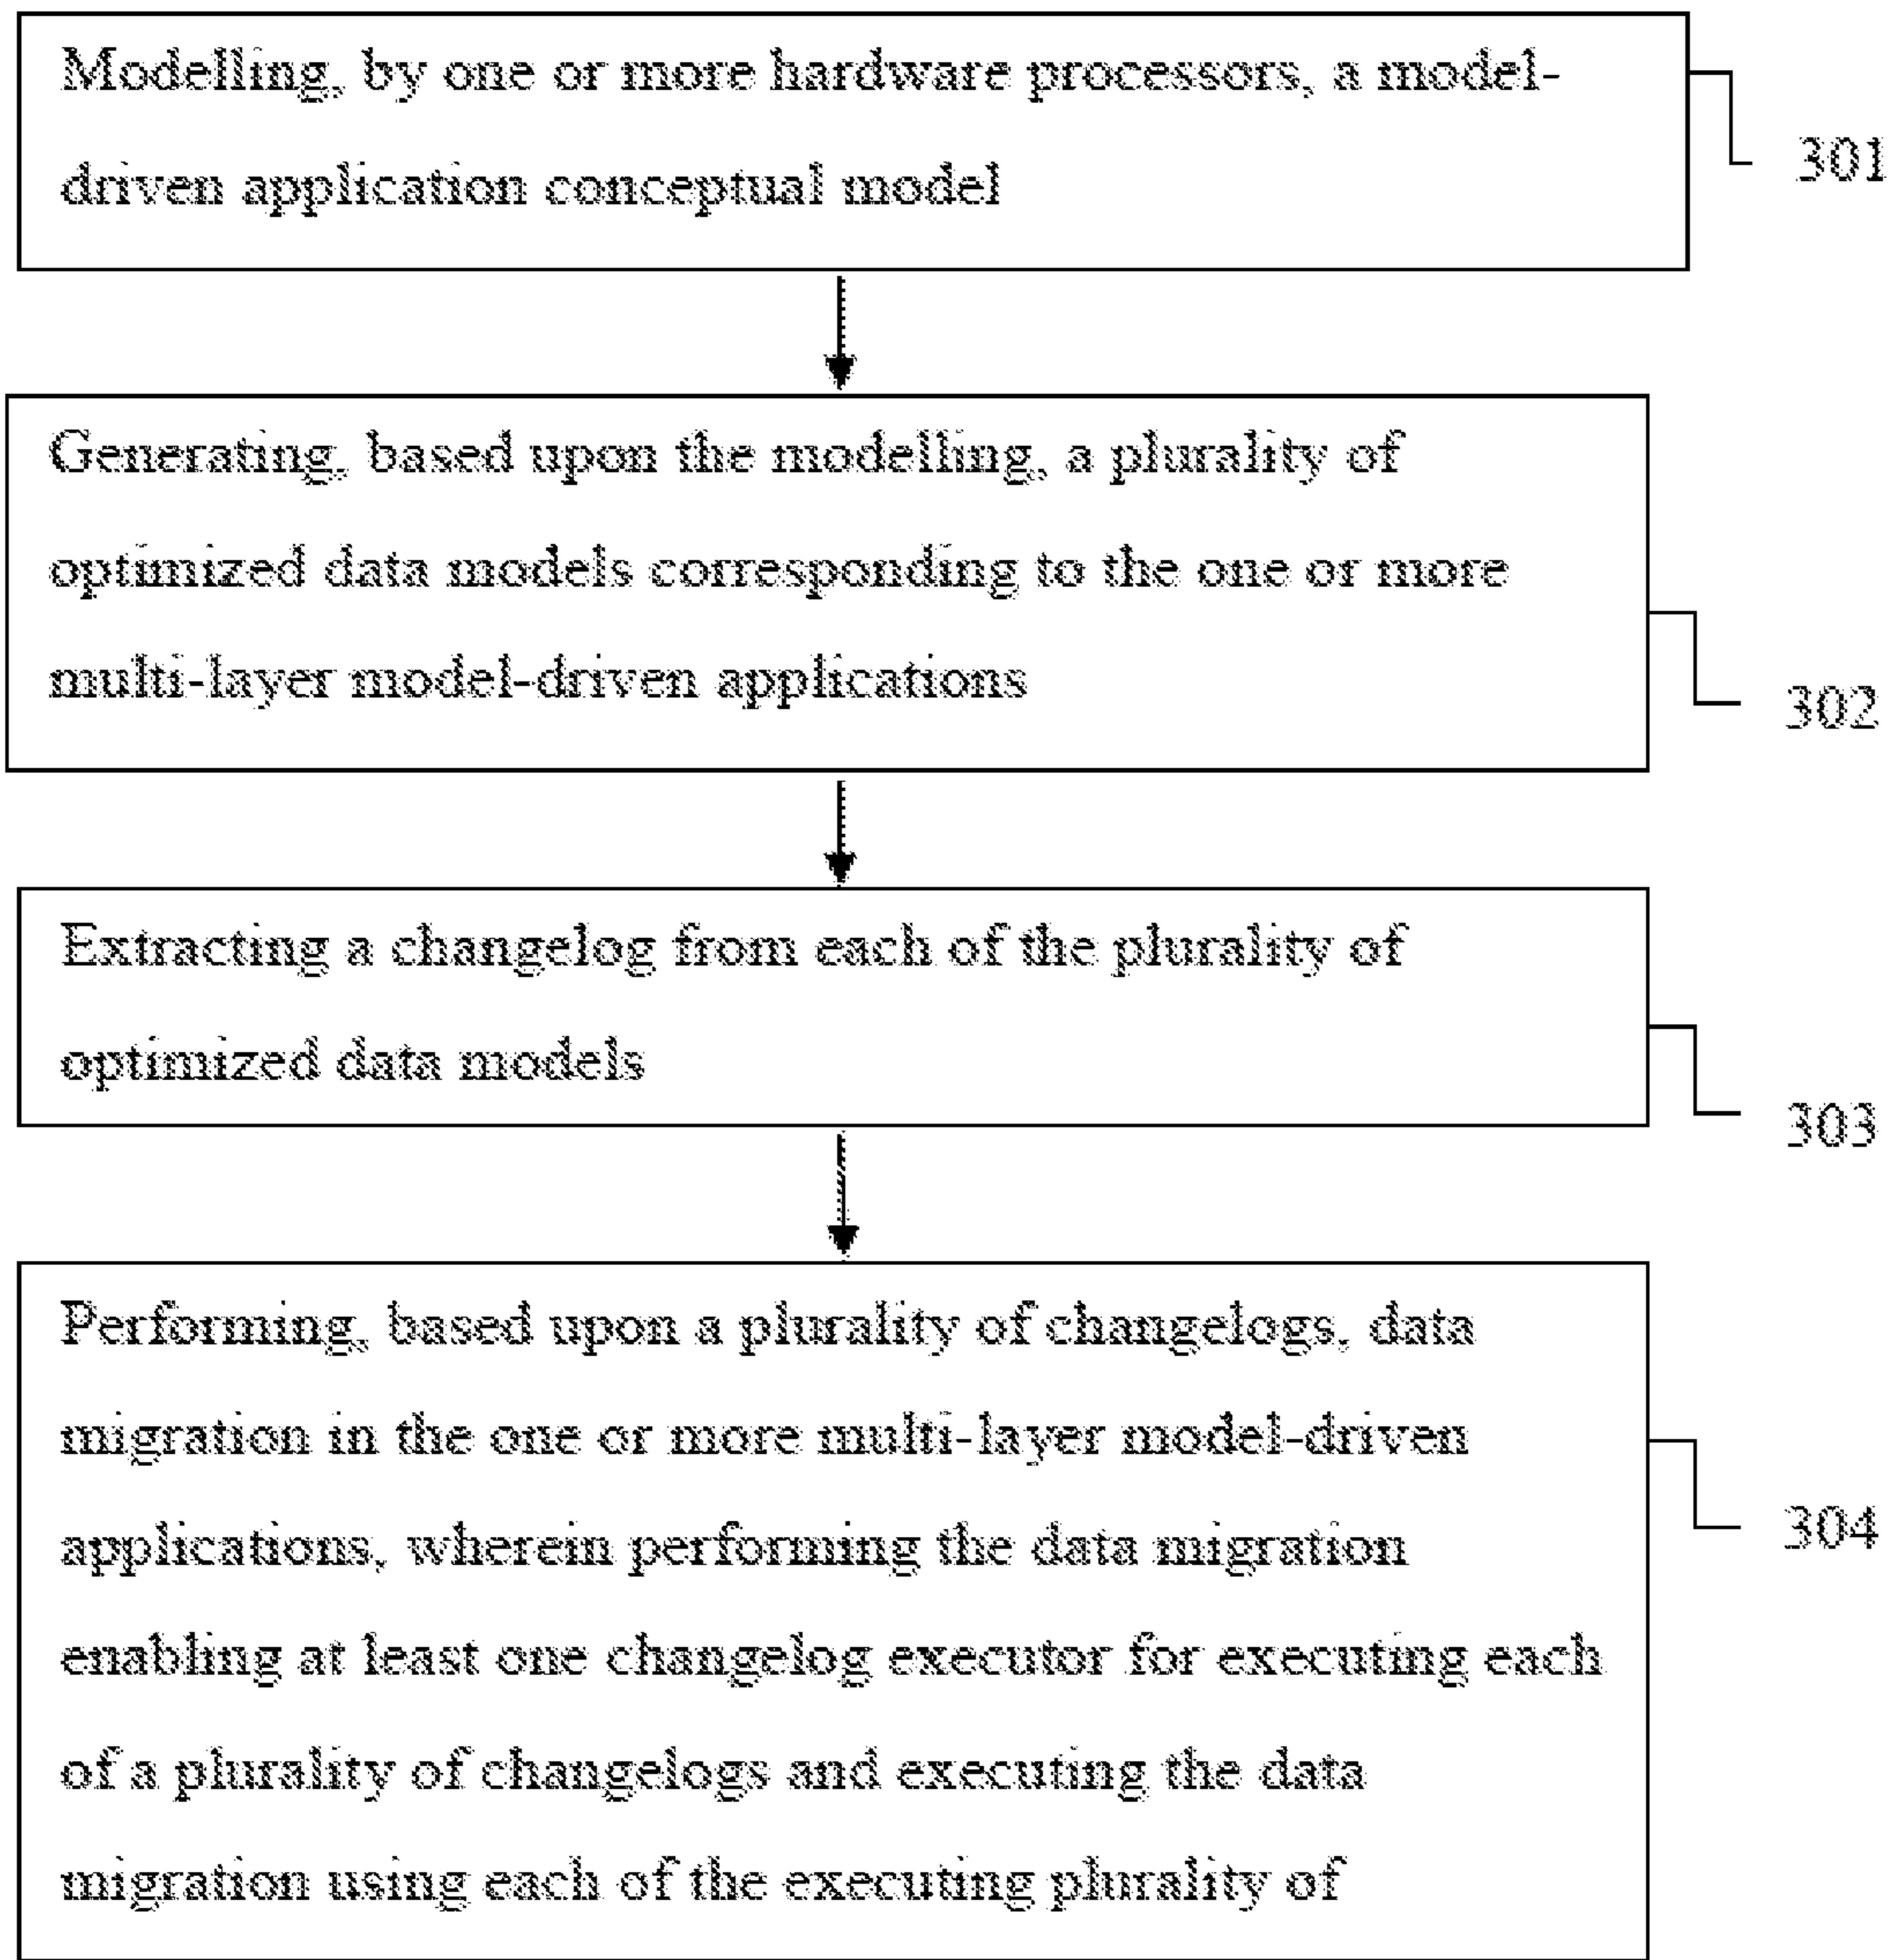 Modelling, by one or more hardware processors, a model-
driven application conceptual model
301
Generating, based upon the modelling, a plurality of
optimized data models corresponding to the one or more
multi-layer model-driven applications
302
Extracting a changelog from each of the plurality of
optimized data models
303
Performing, based upon a plurality of changelogs, data
migration in the one or more multi-layer model-driven
applications, wherein performing the data migration
enabling at least one changelog executor for executing each
of a plurality of changelogs and executing the data
migration using each of the executing plurality of
304